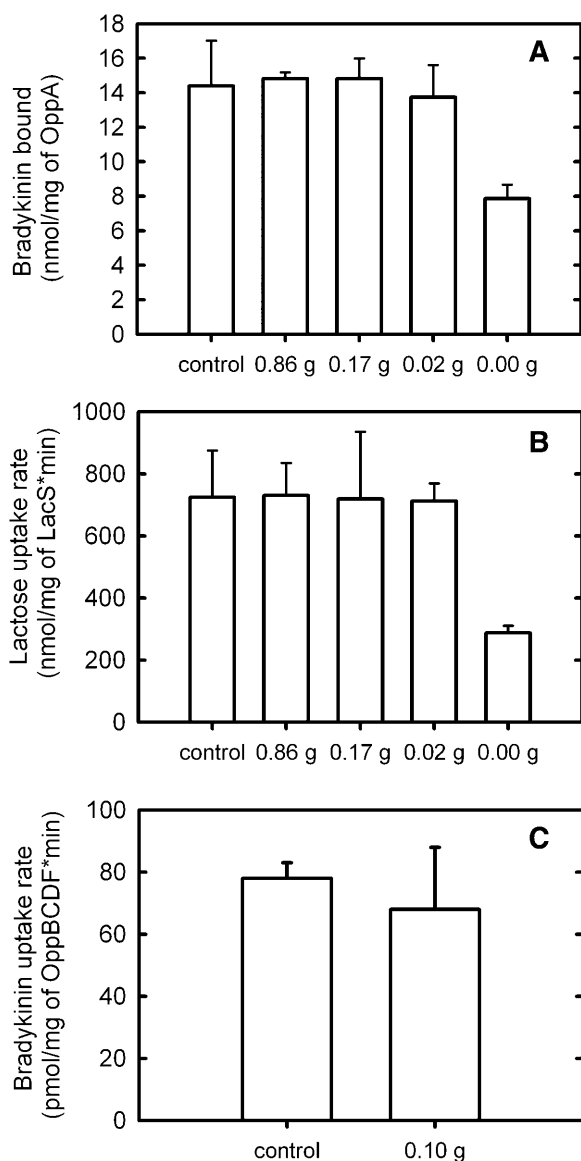 A
Bradykinin bound
(nmol/mg of OppA)
18
16
14
12
10
8
6
4
2
0
control 0.86 g 0.17 g 0.02 g 0.00 g
B
Lactose uptake rate
(nmol/mg of LacS*min)
1000
800
600
400
200
0
control 0.86 g 0.17 g 0.02 g 0.00 g
C
Bradykinin uptake rate
(pmol/mg of OppBCDF*min)
100
80
60
40
20
0
control 0.10 g